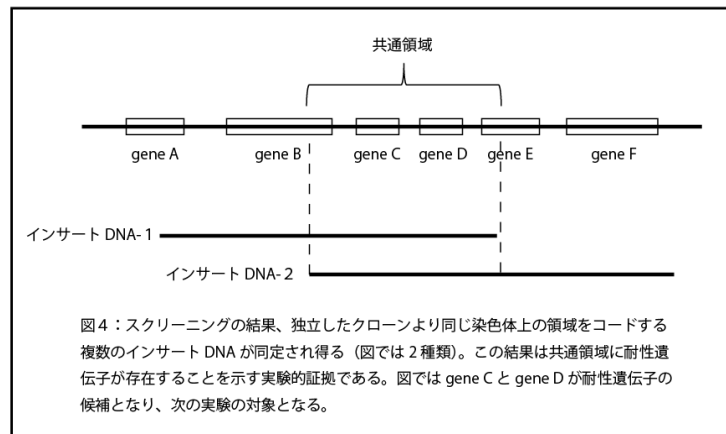 共通領域
gene A gene B gene C gene D gene E gene F
インサート DNA- 1
インサート DNA- 2
図４：スクリーニングの結果、独立したクローンより同じ染色体上の領域をコードする
複数のインサート DNA が同定され得る（図では 2 種類）。この結果は共通領域に耐性遺
伝子が存在することを示す実験的証拠である。図では gene C と gene D が耐性遺伝子の
候補となり、次の実験の対象となる。